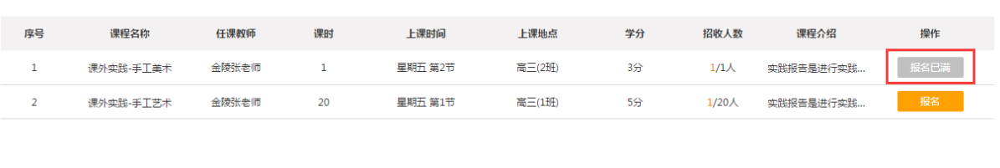 序号 课程名称 任课教师 课时 上课时间 上课地点 学分 招收人数 课程介绍 操作
1 课外实践-手工美术 金陵张老师 1 星期五 第2节 高三(2班) 3分 1/1人 实践报告是进行实践... 报名已满
2 课外实践-手工艺术 金陵张老师 20 星期五 第1节 高三(1班) 5分 1/20人 实践报告是进行实践... 报名